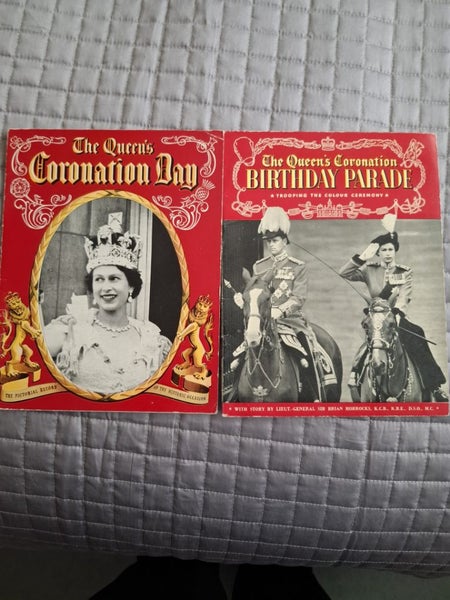 The Queen's
Coronation Day
THE PICTORIAL RECORD
OF THE HISTORIC OCCASION
The Queen's Coronation
BIRTHDAY PARADE
★ TROOPING THE COLOUR CEREMONY ★
★ WITH STORY BY LIEUT.-GENERAL SIR BRIAN HORROCKS, K.C.B., K.B.E., D.S.O., M.C. ★